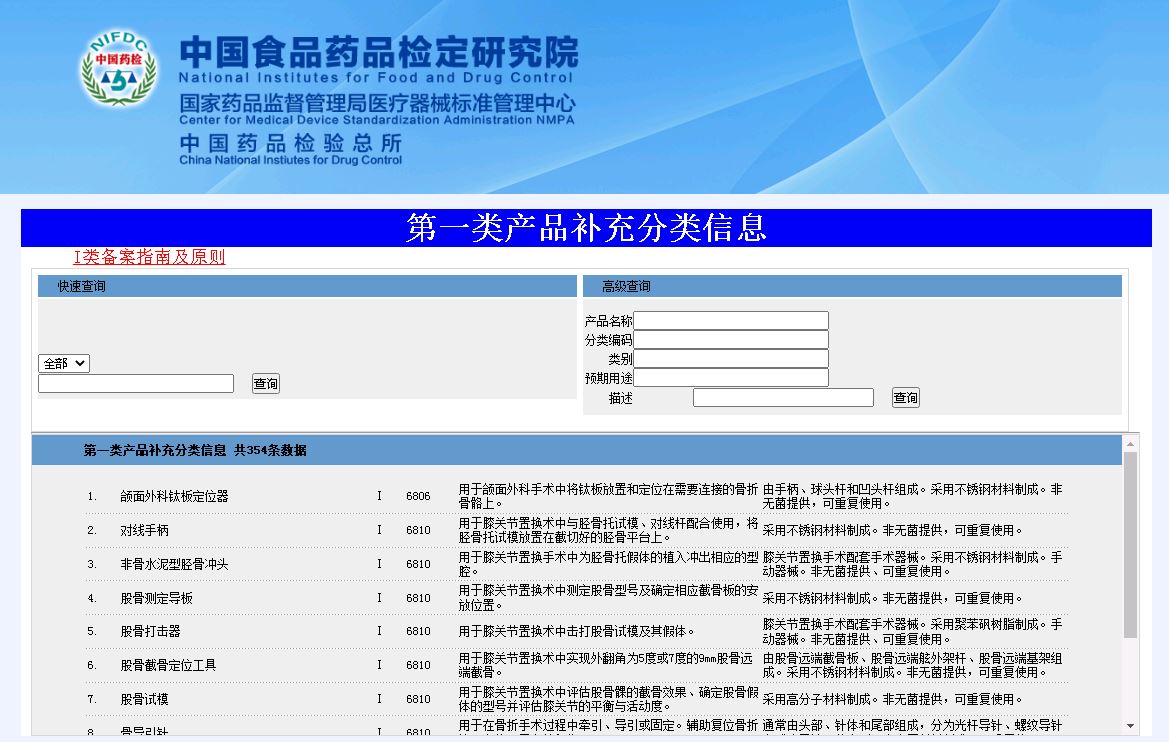 NIFDC
中国药检
中国食品药品检定研究院
National Institutes for Food and Drug Control
国家药品监督管理局医疗器械标准管理中心
Center for Medical Device Standardization Administration NMPA
中国药品检验总所
China National Instiutes for Drug Control
第一类产品补充分类信息
I类备案指南及原则
快速查询
全部
查询
高级查询
产品名称
分类编码
类别
预期用途
描述
查询
第一类产品补充分类信息 共354条数据
1. 颌面外科钛板定位器 I 6806 用于颌面外科手术中将钛板放置和定位在需要连接的骨折 由手柄、球头杆和凹头杆组成。采用不锈钢材料制成。非
骨骼上。 无菌提供，可重复使用。
2. 对线手柄 I 6810 用于膝关节置换术中与胫骨托试模、对线杆配合使用，将 采用不锈钢材料制成。非无菌提供，可重复使用。
胫骨托试模放置在截切好的胫骨平台上。
3. 非骨水泥型胫骨冲头 I 6810 用于膝关节置换手术中为胫骨托假体的植入冲出相应的型 膝关节置换手术配套手术器械。采用不锈钢材料制成。手
腔。 动器械。非无菌提供、可重复使用。
4. 股骨测定导板 I 6810 用于膝关节置换术中测定股骨型号及确定相应截骨板的安 采用不锈钢材料制成。非无菌提供，可重复使用。
放位置。
5. 股骨打击器 I 6810 用于膝关节置换术中击打股骨试模及其假体。 膝关节置换手术配套手术器械。采用聚苯砜树脂制成。手
动器械。非无菌提供、可重复使用。
6. 股骨截骨定位工具 I 6810 用于膝关节置换术中实现外翻角为5度或7度的9mm股骨远 由股骨远端截骨板、股骨远端舷外架杆、股骨远端基架组
端截骨。 成。采用不锈钢材料制成。非无菌提供，可重复使用。
7. 股骨试模 I 6810 用于膝关节置换术中评估股骨髁的截骨效果、确定股骨假 采用高分子材料制成。非无菌提供，可重复使用。
体的型号并评估膝关节的平衡与活动度。
8. 骨导引针 I 6810 用于在骨折手术过程中牵引、导引或固定。辅助复位骨折 通常由头部、针体和尾部组成，分为光杆导针、螺纹导针